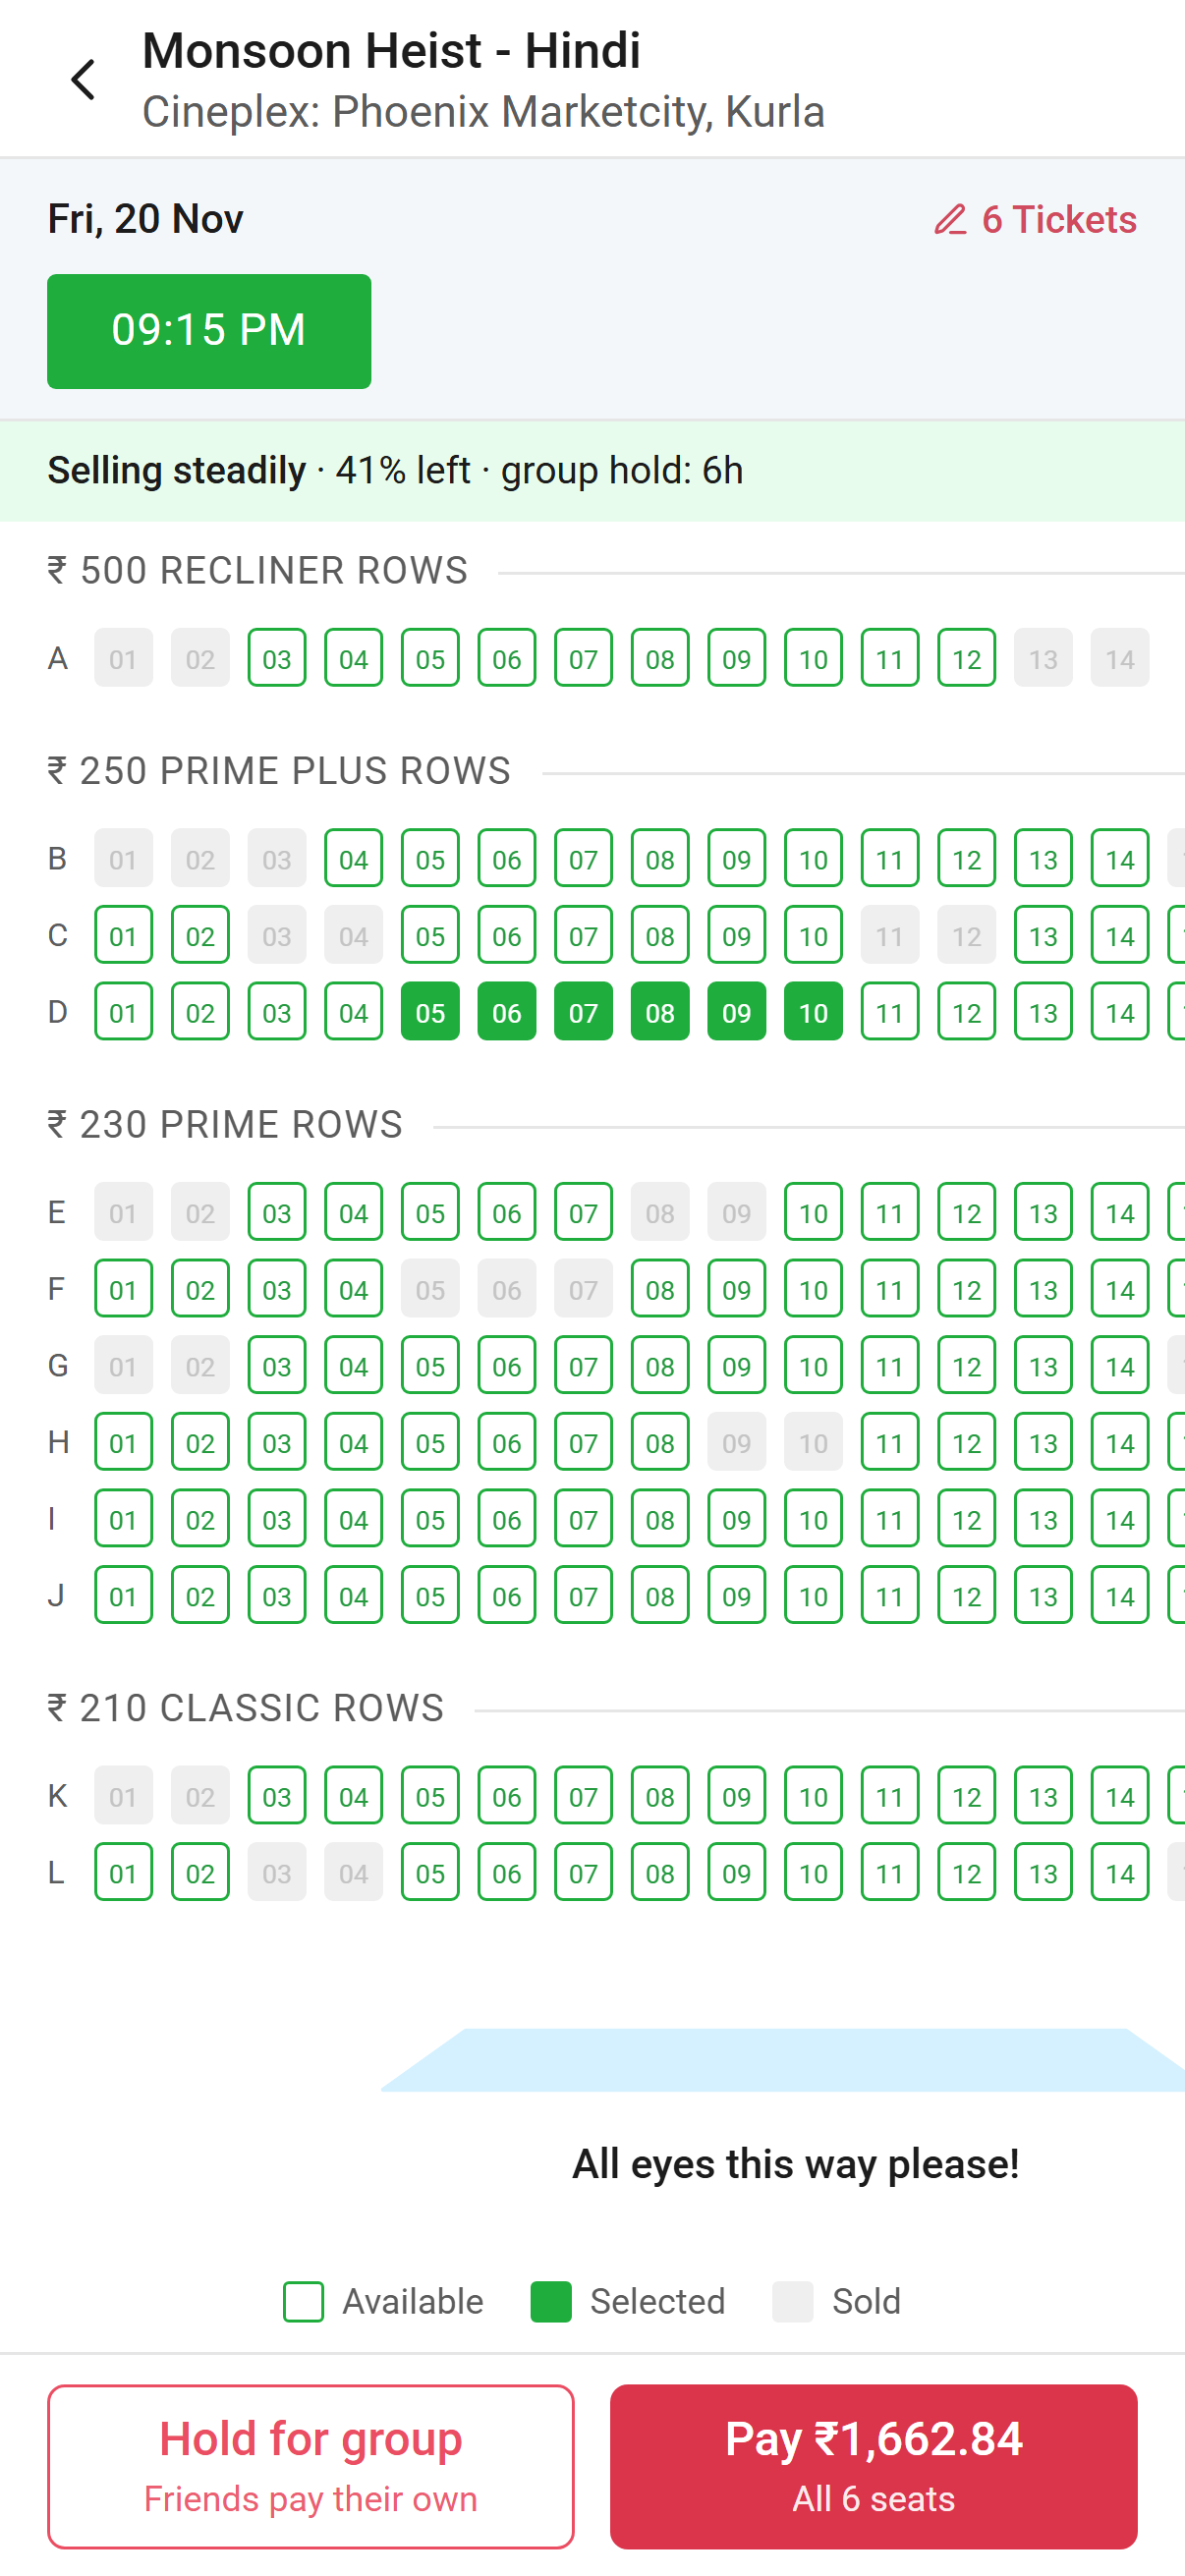 Monsoon Heist - Hindi
Cineplex: Phoenix Marketcity, Kurla
Fri, 20 Nov
6 Tickets
09:15 PM
Selling steadily · 41% left · group hold: 6h
₹ 500 RECLINER ROWS
A 01 02 03 04 05 06 07 08 09 10 11 12 13 14
₹ 250 PRIME PLUS ROWS
B 01 02 03 04 05 06 07 08 09 10 11 12 13 14
C 01 02 03 04 05 06 07 08 09 10 11 12 13 14
D 01 02 03 04 05 06 07 08 09 10 11 12 13 14
₹ 230 PRIME ROWS
E 01 02 03 04 05 06 07 08 09 10 11 12 13 14
F 01 02 03 04 05 06 07 08 09 10 11 12 13 14
G 01 02 03 04 05 06 07 08 09 10 11 12 13 14
H 01 02 03 04 05 06 07 08 09 10 11 12 13 14
I 01 02 03 04 05 06 07 08 09 10 11 12 13 14
J 01 02 03 04 05 06 07 08 09 10 11 12 13 14
₹ 210 CLASSIC ROWS
K 01 02 03 04 05 06 07 08 09 10 11 12 13 14
L 01 02 03 04 05 06 07 08 09 10 11 12 13 14
All eyes this way please!
Available Selected Sold
Hold for group
Friends pay their own
Pay ₹1,662.84
All 6 seats